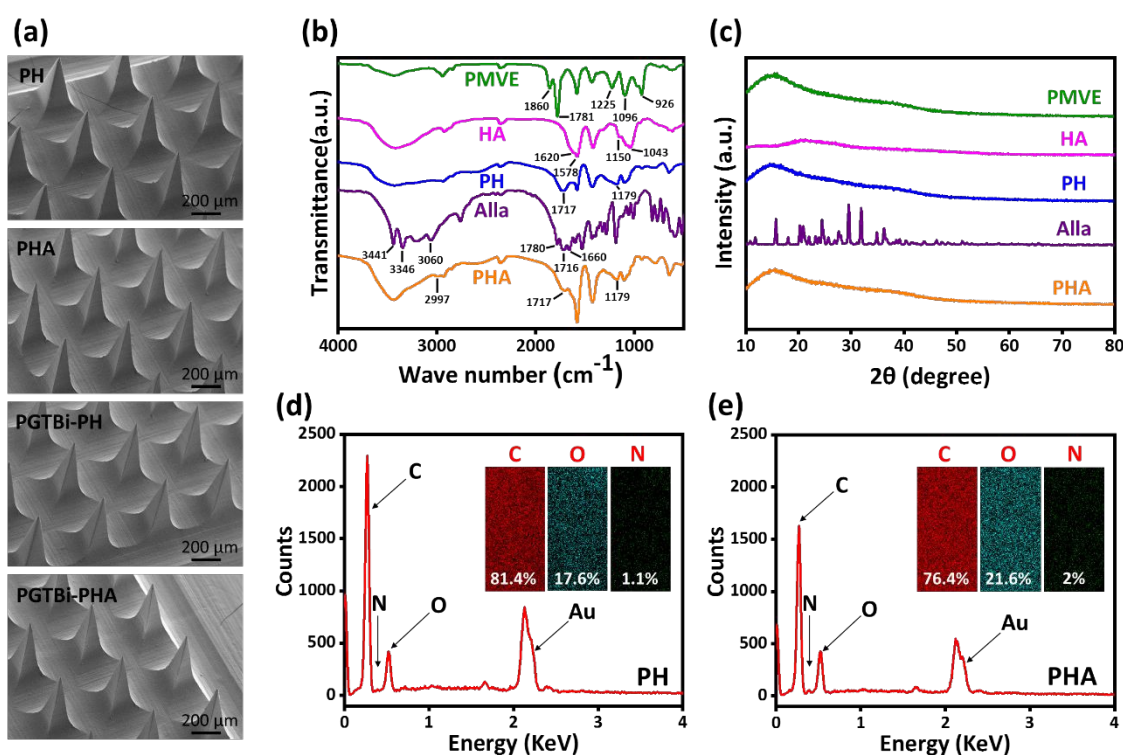 (a)
PH
200 µm
PHA
200 µm
PGTBi-PH
200 µm
PGTBi-PHA
200 µm
(b)
Transmittance(a.u.)
PMVE
1860
1781
1225
1096
926
HA
1620
1578
1150
1043
PH
1717
1179
Alla
3441
3346
3060
1780
1716
1660
PHA
2997
1717
1179
4000 3000 2000 1000
Wave number (cm-1)
(c)
Intensity (a.u.)
PMVE
HA
PH
Alla
PHA
10 20 30 40 50 60 70 80
2θ (degree)
(d)
2500
2000
1500
1000
500
0
Counts
C
N
O
Au
C O N
81.4% 17.6% 1.1%
PH
0 1 2 3 4
Energy (KeV)
(e)
2500
2000
1500
1000
500
0
Counts
C
N
O
Au
C O N
76.4% 21.6% 2%
PHA
0 1 2 3 4
Energy (KeV)